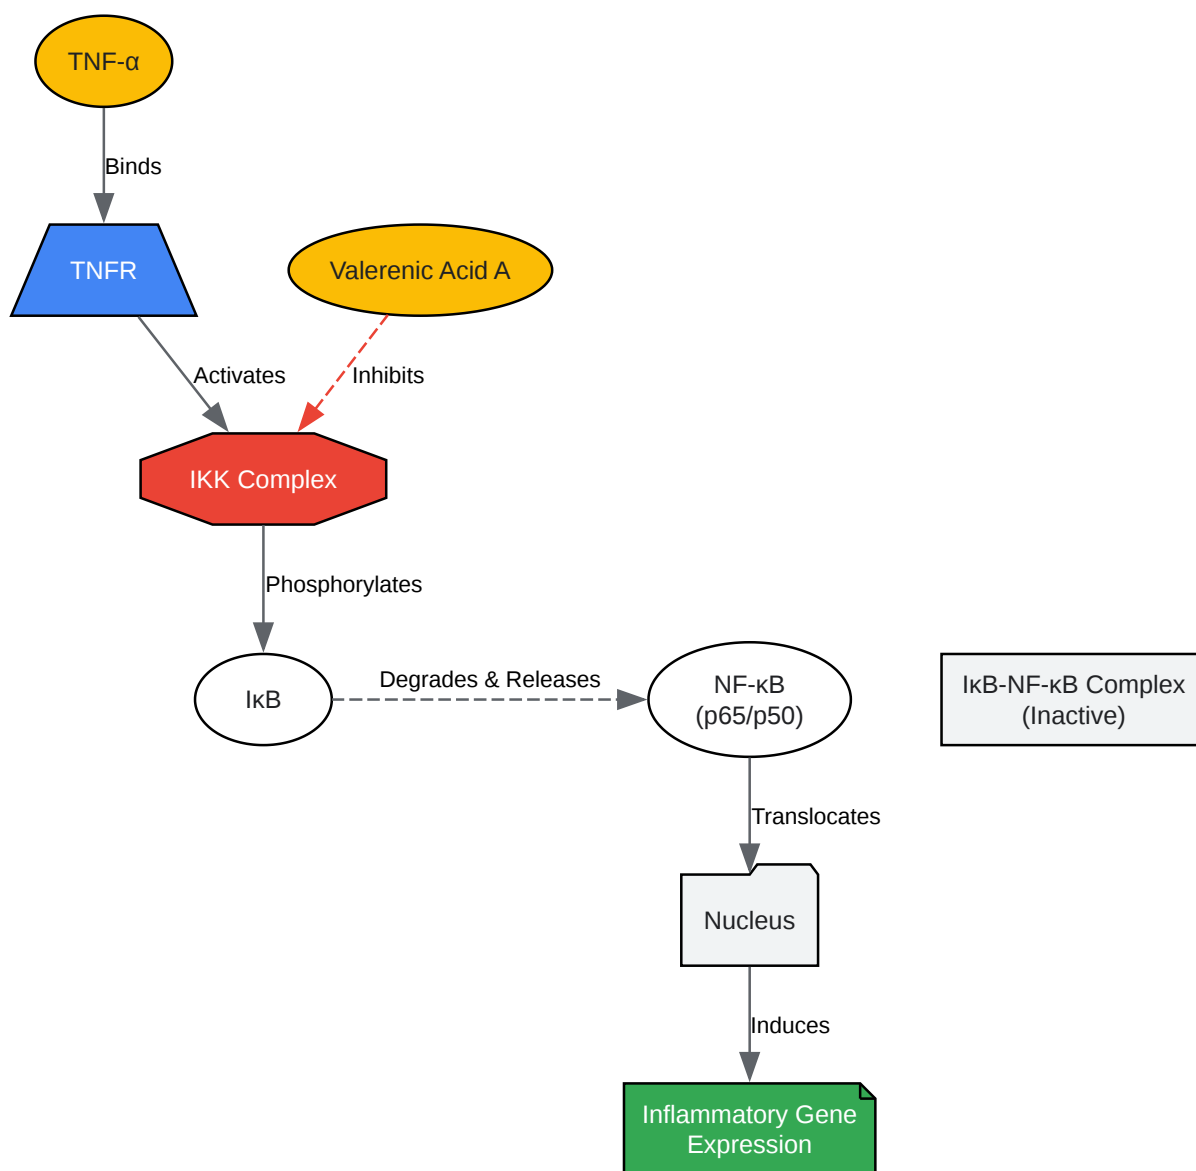 TNF-α
Binds
TNFR
Valerenic Acid A
Activates
Inhibits
IKK Complex
Phosphorylates
IκB
Degrades & Releases
NF-κB
(p65/p50)
IκB-NF-κB Complex
(Inactive)
Translocates
Nucleus
Induces
Inflammatory Gene
Expression